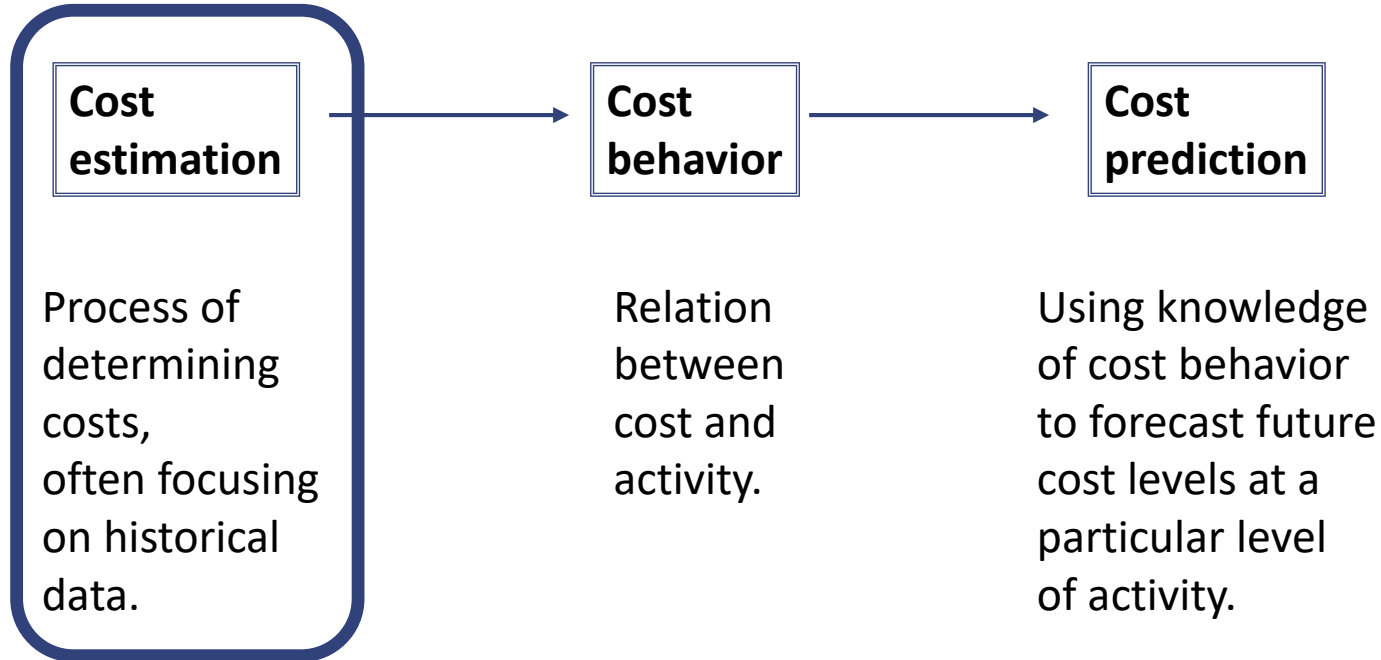 Cost
estimation
Cost
behavior
Cost
prediction
Process of
determining
costs,
often focusing
on historical
data.
Relation
between
cost and
activity.
Using knowledge
of cost behavior
to forecast future
cost levels at a
particular level
of activity.